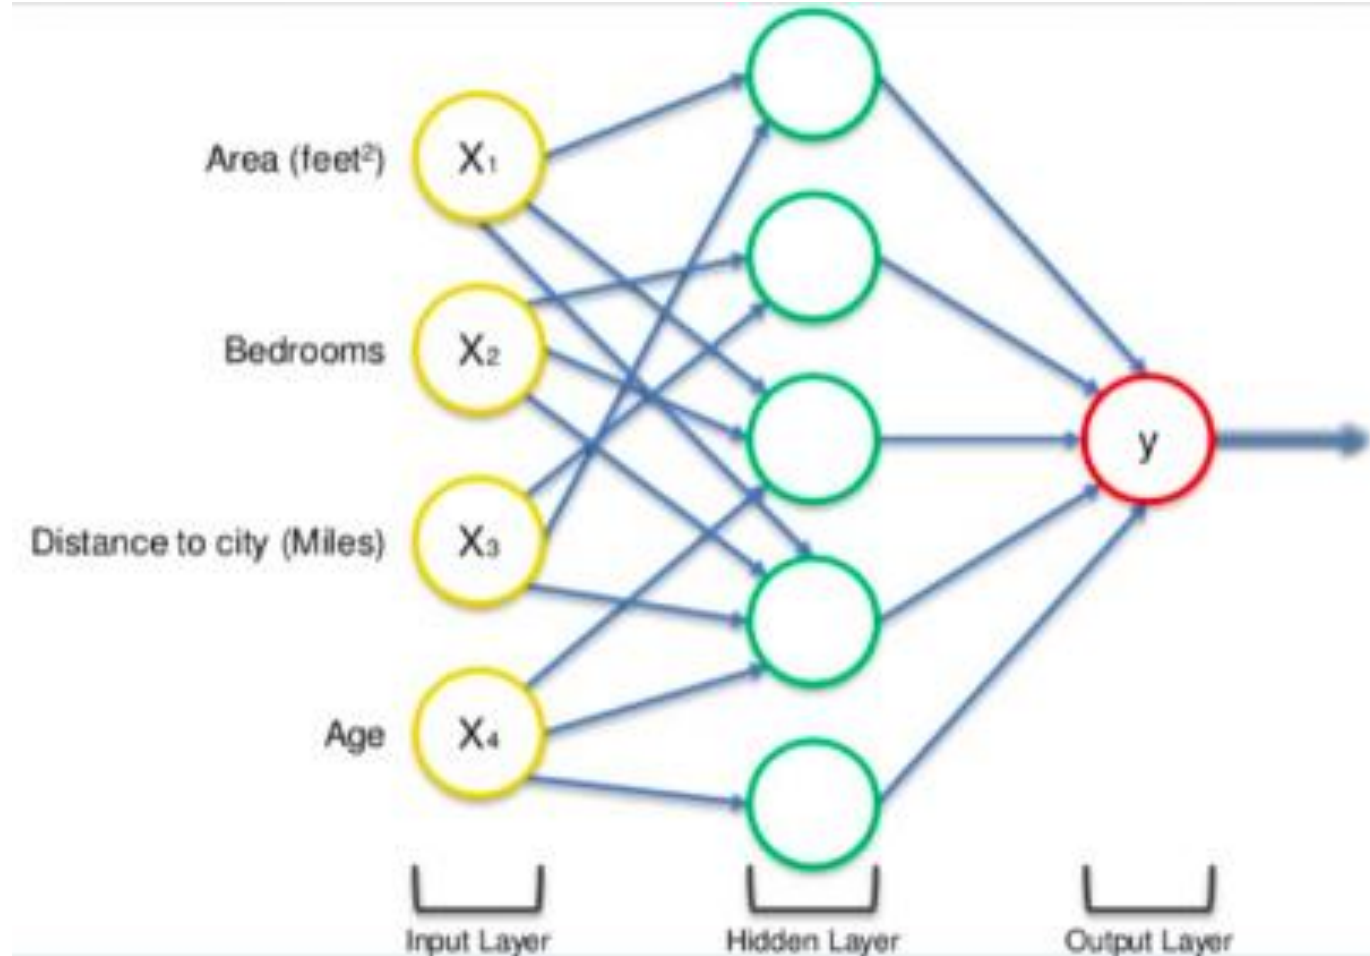 Area (feet²)
X₁
Bedrooms
X₂
Distance to city (Miles)
X₃
Age
X₄
y
Input Layer
Hidden Layer
Output Layer